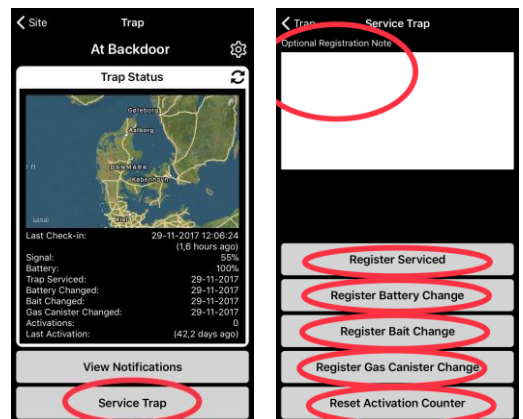 Site
Trap
At Backdoor
Trap Status
Gøteborg
Aalborg
DENMARK
København
Kiel
Last Check-in: 29-11-2017 12:06:24
(1,6 hours ago)
Signal: 55%
Battery: 100%
Trap Serviced: 29-11-2017
Battery Changed: 29-11-2017
Bait Changed: 29-11-2017
Gas Canister Changed: 29-11-2017
Activations: 0
Last Activation: (42,2 days ago)
View Notifications
Service Trap
Trap
Service Trap
Optional Registration Note
Register Serviced
Register Battery Change
Register Bait Change
Register Gas Canister Change
Reset Activation Counter